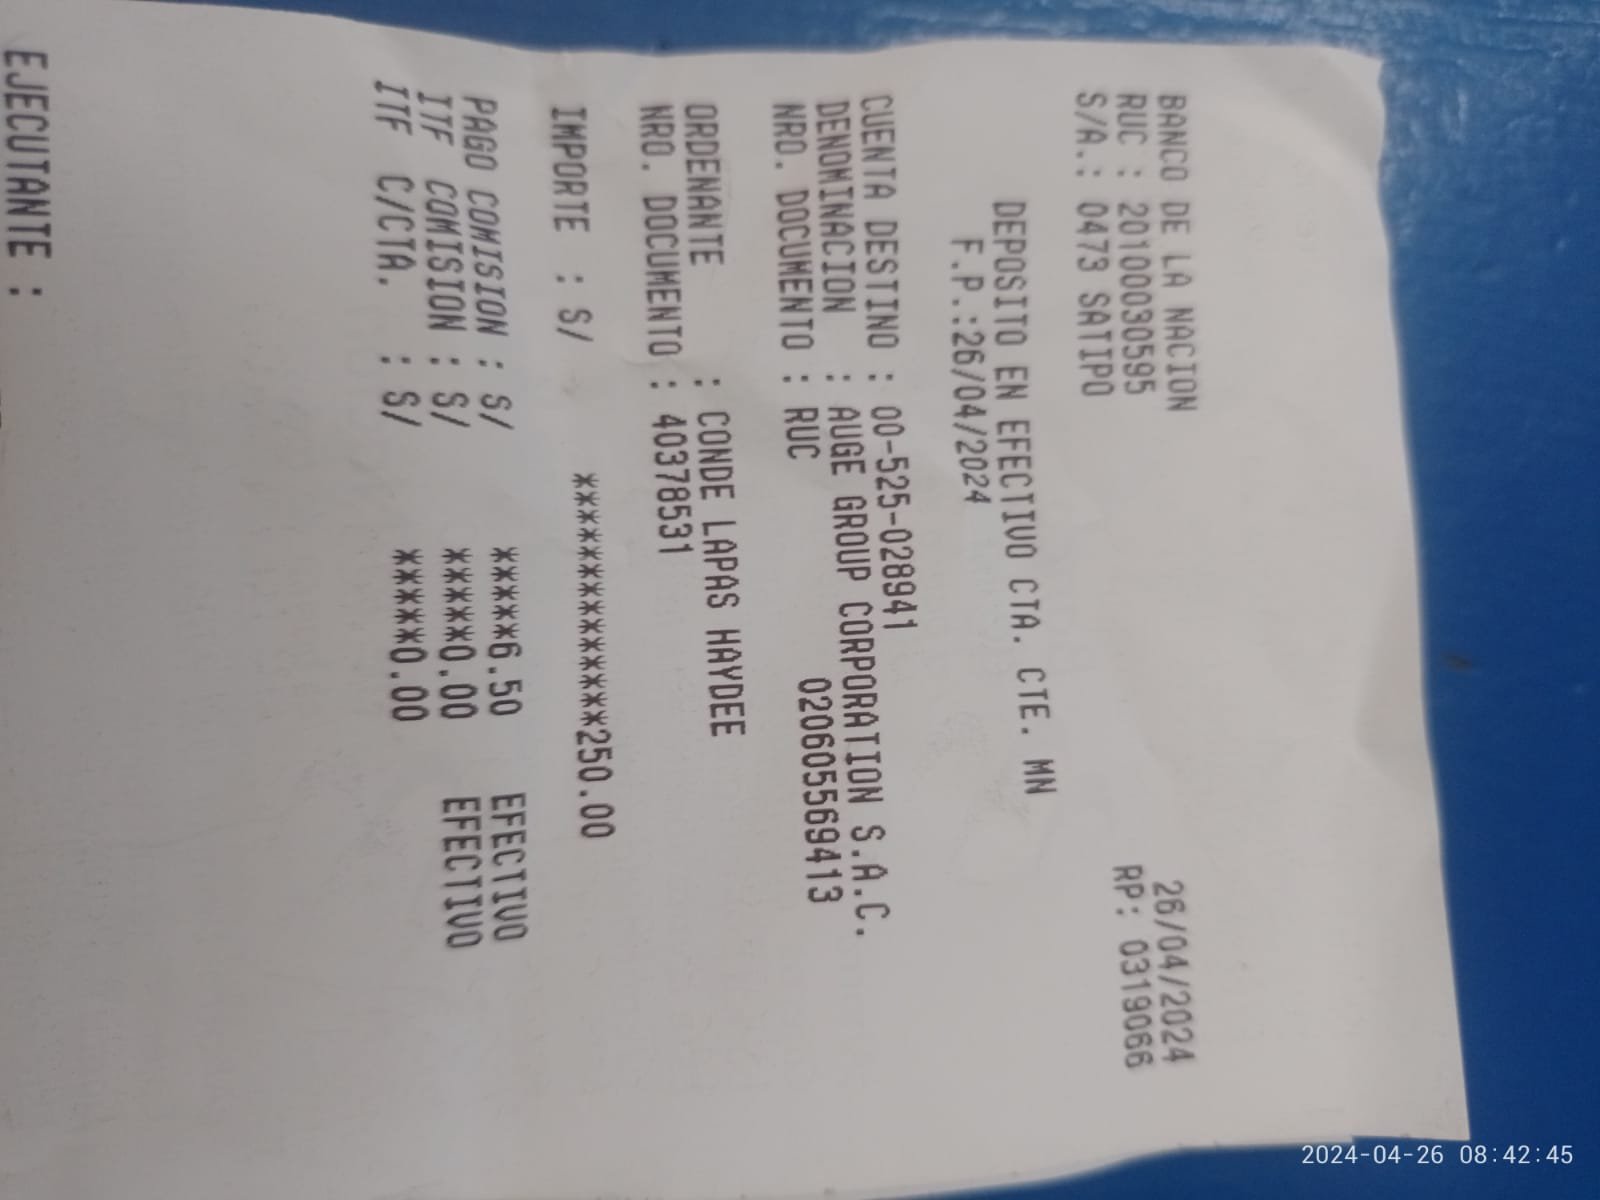 BANCO DE LA NACION 26/04/2024
RUC : 20100030595 RP: 0319066
S/A.: 0473 SATIPO
DEPOSITO EN EFECTIVO CTA. CTE. MN
F.P.:26/04/2024
CUENTA DESTINO : 00-525-028941
DENOMINACION : AUGE GROUP CORPORATION S.A.C.
NRO. DOCUMENTO : RUC 020605569413
ORDENANTE : CONDE LAPAS HAYDEE
NRO. DOCUMENTO : 40378531
IMPORTE : S/ ***************250.00
PAGO COMISION : S/ *****6.50 EFECTIVO
ITF COMISION : S/ *****0.00 EFECTIVO
ITF C/CTA. : S/ *****0.00
EJECUTANTE :
2024-04-26 08:42:45